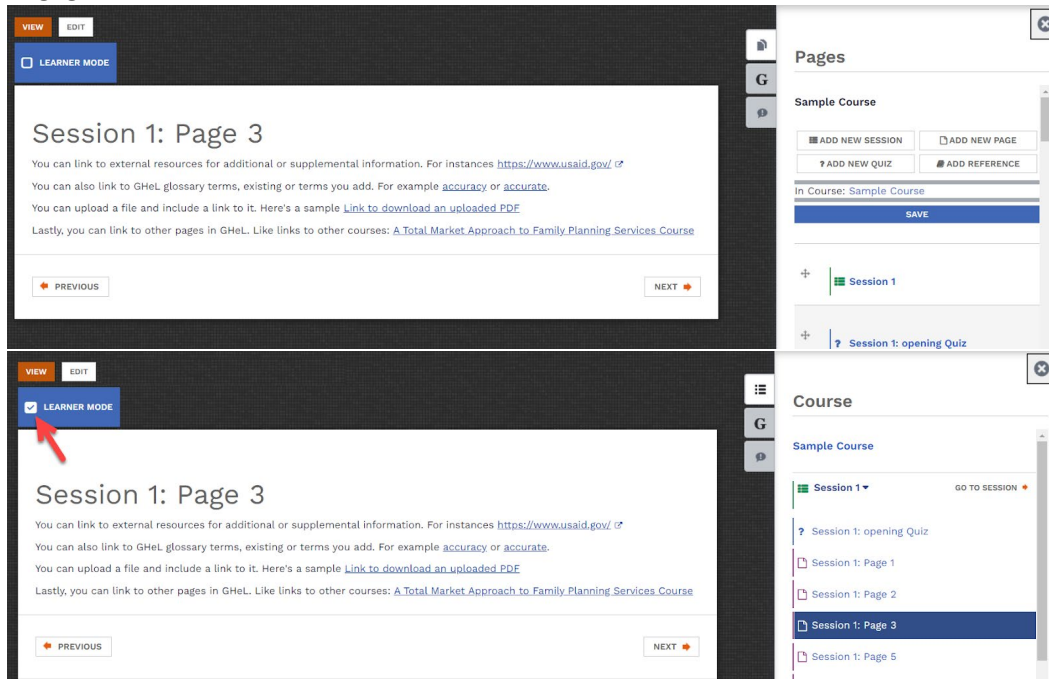 VIEW EDIT
LEARNER MODE
Session 1: Page 3
You can link to external resources for additional or supplemental information. For instances https://www.usaid.gov/
You can also link to GHeL glossary terms, existing or terms you add. For example accuracy or accurate.
You can upload a file and include a link to it. Here's a sample Link to download an uploaded PDF
Lastly, you can link to other pages in GHeL. Like links to other courses: A Total Market Approach to Family Planning Services Course
PREVIOUS NEXT
G
Pages
Sample Course
ADD NEW SESSION ADD NEW PAGE
? ADD NEW QUIZ ADD REFERENCE
In Course: Sample Course
SAVE
Session 1
? Session 1: opening Quiz
VIEW EDIT
LEARNER MODE
Session 1: Page 3
You can link to external resources for additional or supplemental information. For instances https://www.usaid.gov/
You can also link to GHeL glossary terms, existing or terms you add. For example accuracy or accurate.
You can upload a file and include a link to it. Here's a sample Link to download an uploaded PDF
Lastly, you can link to other pages in GHeL. Like links to other courses: A Total Market Approach to Family Planning Services Course
PREVIOUS NEXT
G
Course
Sample Course
Session 1 GO TO SESSION
? Session 1: opening Quiz
Session 1: Page 1
Session 1: Page 2
Session 1: Page 3
Session 1: Page 5